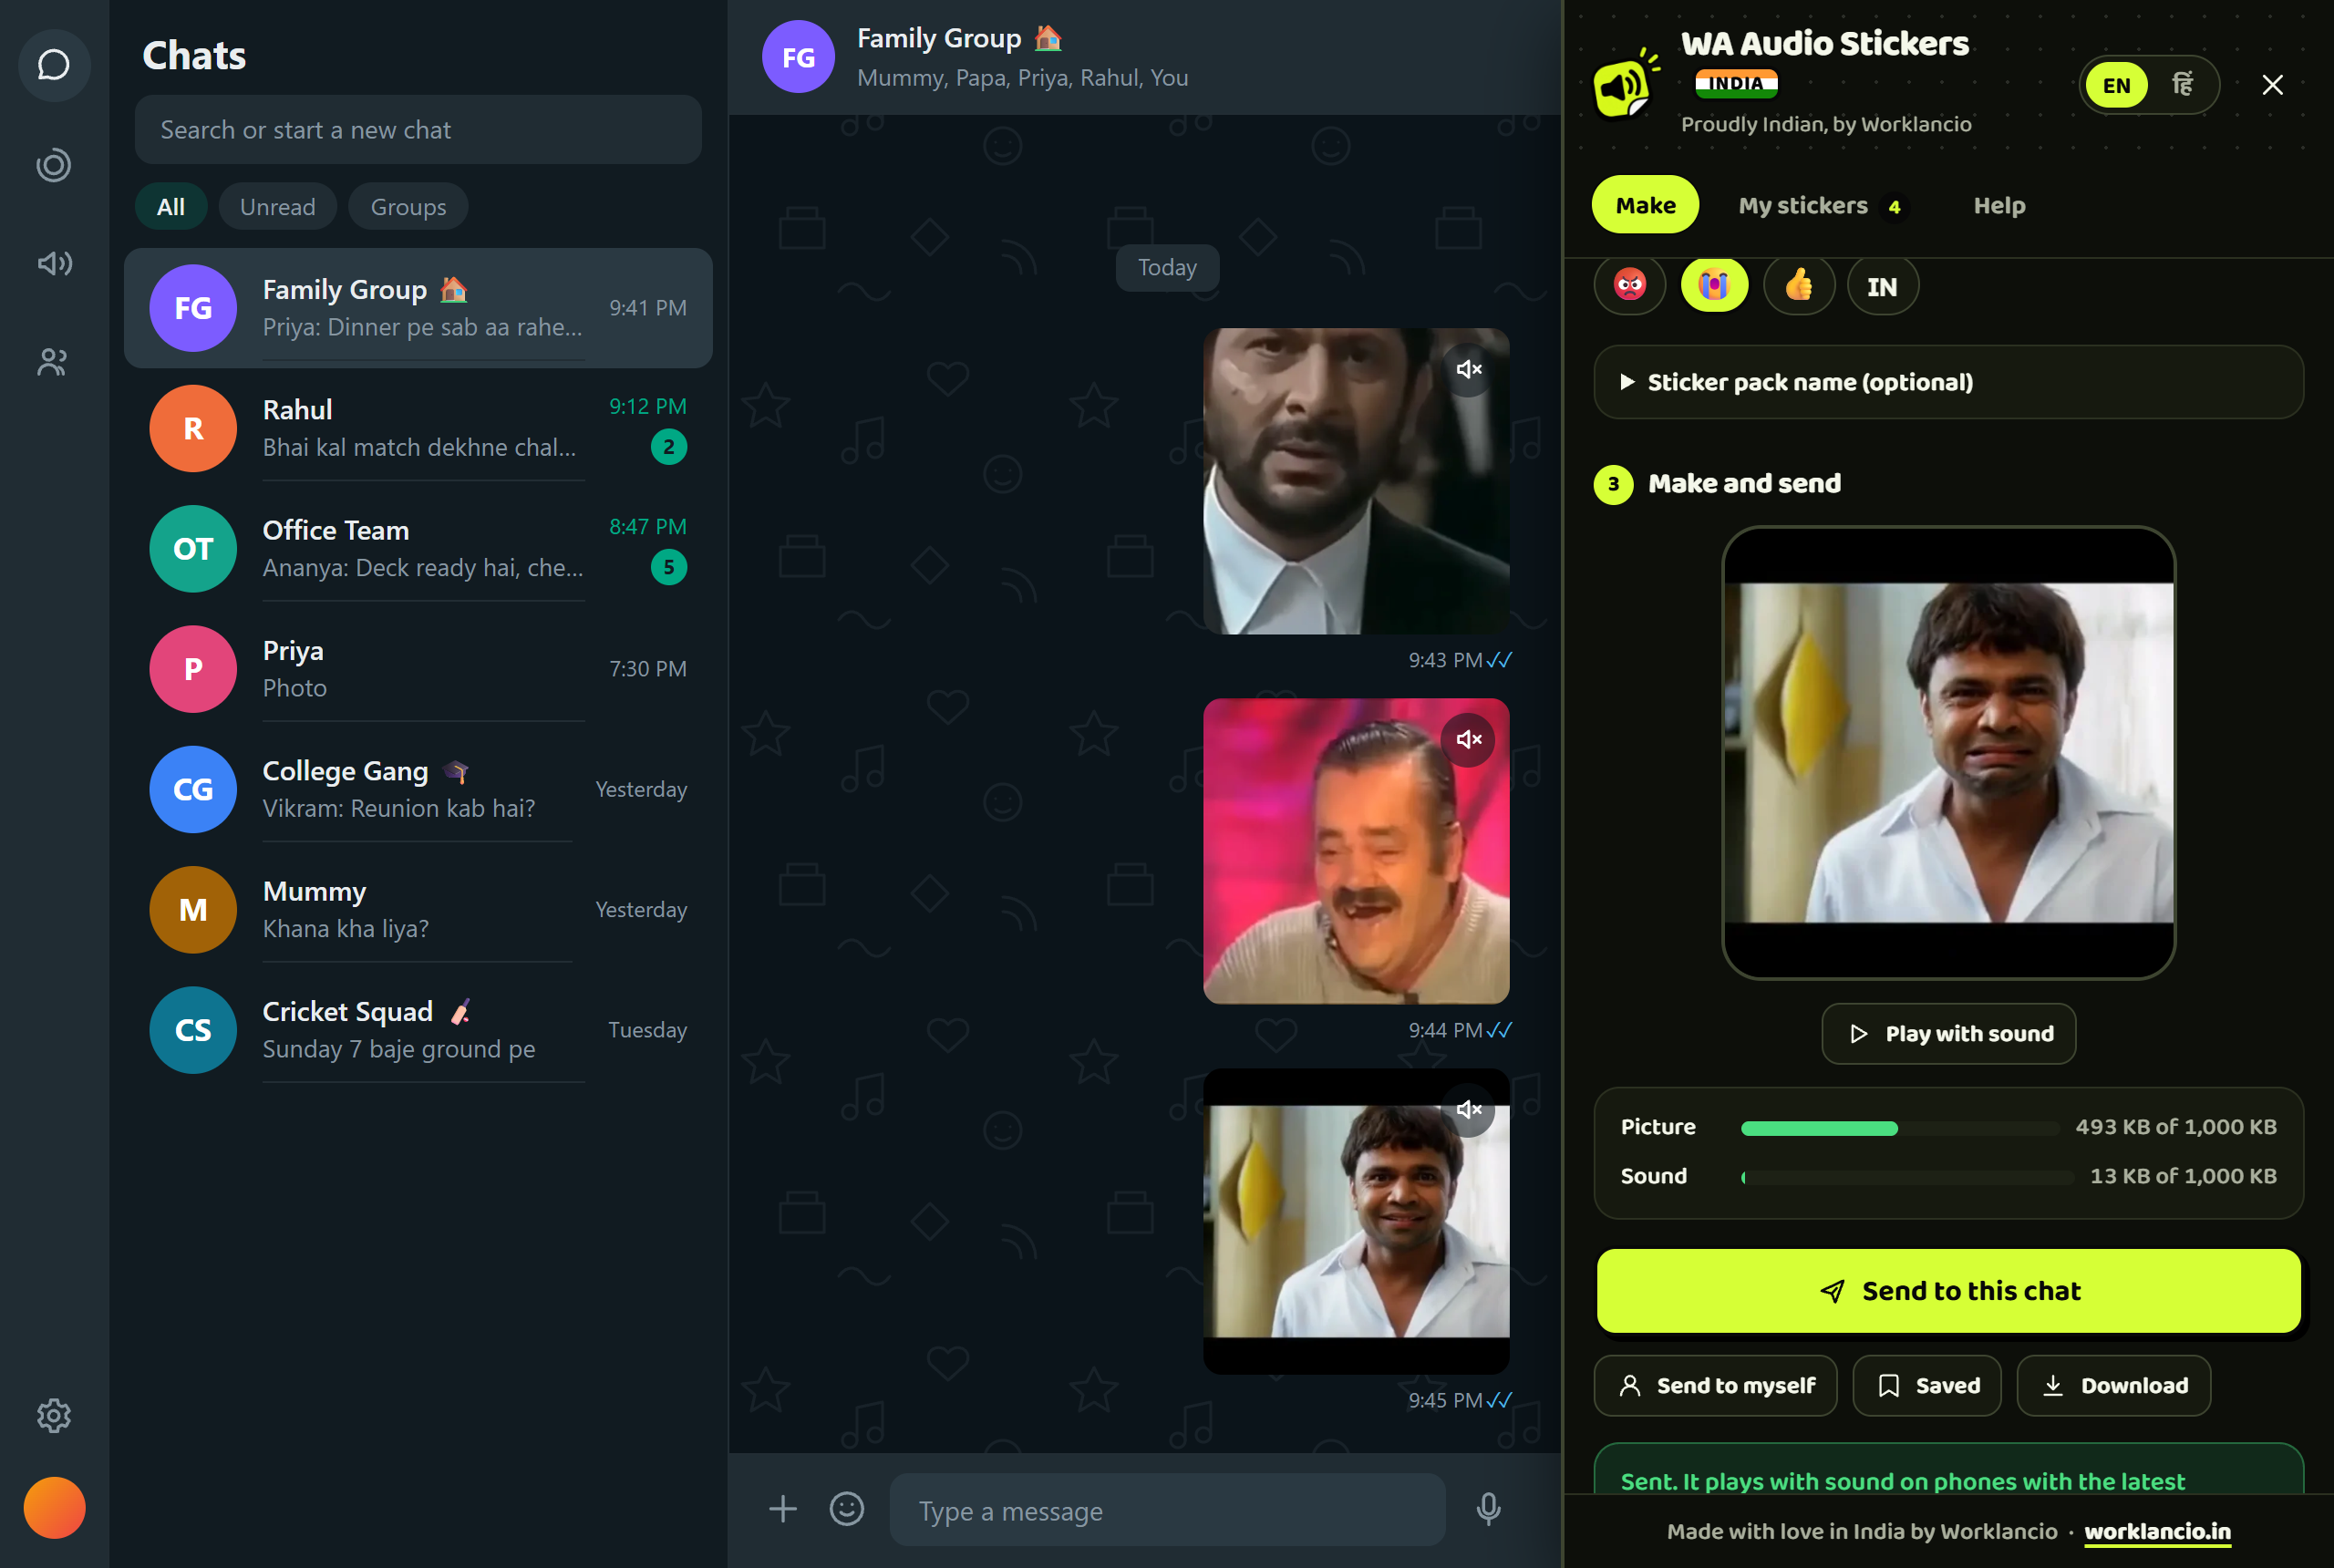 Chats
Search or start a new chat
All
Unread
Groups
FG
Family Group
9:41 PM
Priya: Dinner pe sab aa rahe...
R
Rahul
9:12 PM
Bhai kal match dekhne chal...
2
OT
Office Team
8:47 PM
Ananya: Deck ready hai, che...
5
P
Priya
7:30 PM
Photo
CG
College Gang
Yesterday
Vikram: Reunion kab hai?
M
Mummy
Yesterday
Khana kha liya?
CS
Cricket Squad
Tuesday
Sunday 7 baje ground pe
FG
Family Group
Mummy, Papa, Priya, Rahul, You
Today
9:43 PM
9:44 PM
9:45 PM
Type a message
WA Audio Stickers
INDIA
Proudly Indian, by Worklancio
EN
हिं
Make
My stickers 4
Help
IN
Sticker pack name (optional)
3 Make and send
Play with sound
Picture 493 KB of 1,000 KB
Sound 13 KB of 1,000 KB
Send to this chat
Send to myself
Saved
Download
Sent. It plays with sound on phones with the latest
Made with love in India by Worklancio · worklancio.in